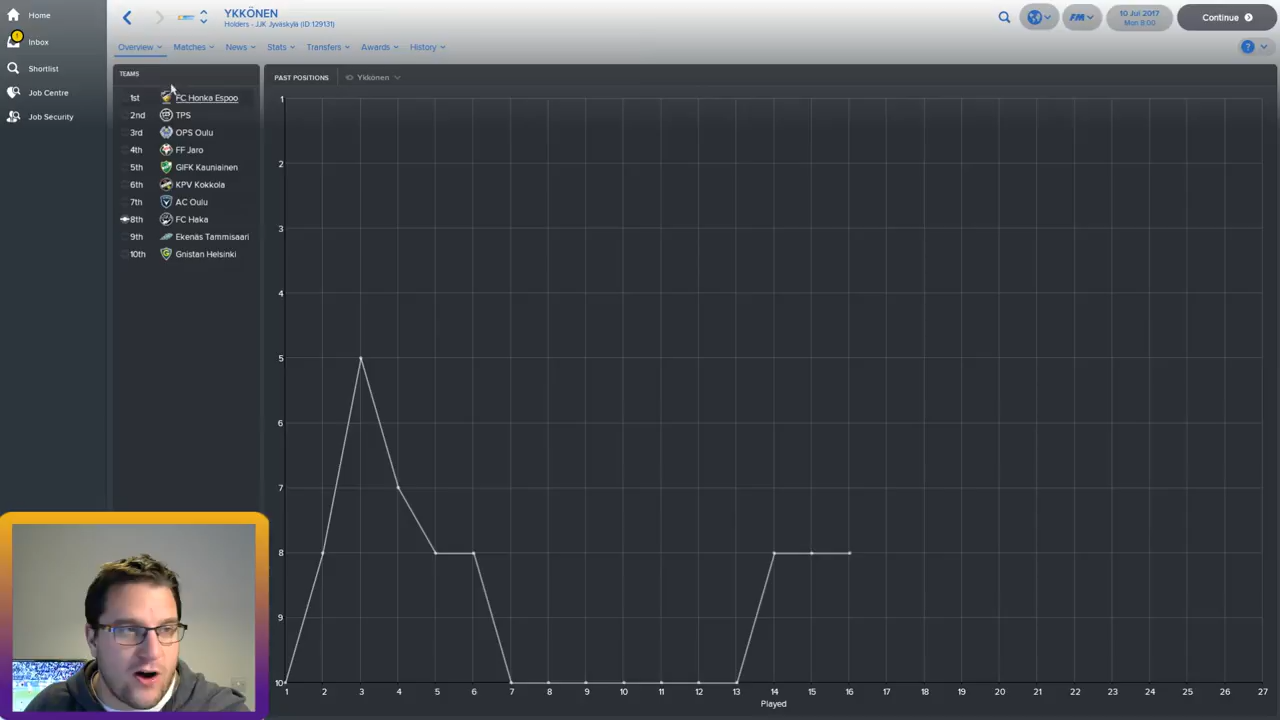 YKKÖNEN
Holders - JJK Jyväskylä (ID:129131)
FM
10 Jul 2017
Mon 9:00
Continue
Home
Inbox
Shortlist
Job Centre
Job Security
Overview
Matches
News
Stats
Transfers
Awards
History
?
TEAMS
1st FC Honka Espoo
2nd TPS
3rd OPS Oulu
4th FF Jaro
5th GIFK Kauniainen
6th KPV Kokkola
7th AC Oulu
8th FC Haka
9th Ekenäs Tammisaari
10th Gnistan Helsinki
PAST POSITIONS
Ykkönen
1
2
3
4
5
6
7
8
9
10
1 2 3 4 5 6 7 8 9 10 11 12 13 14 15 16 17 18 19 20 21 22 23 24 25 26 27
Played